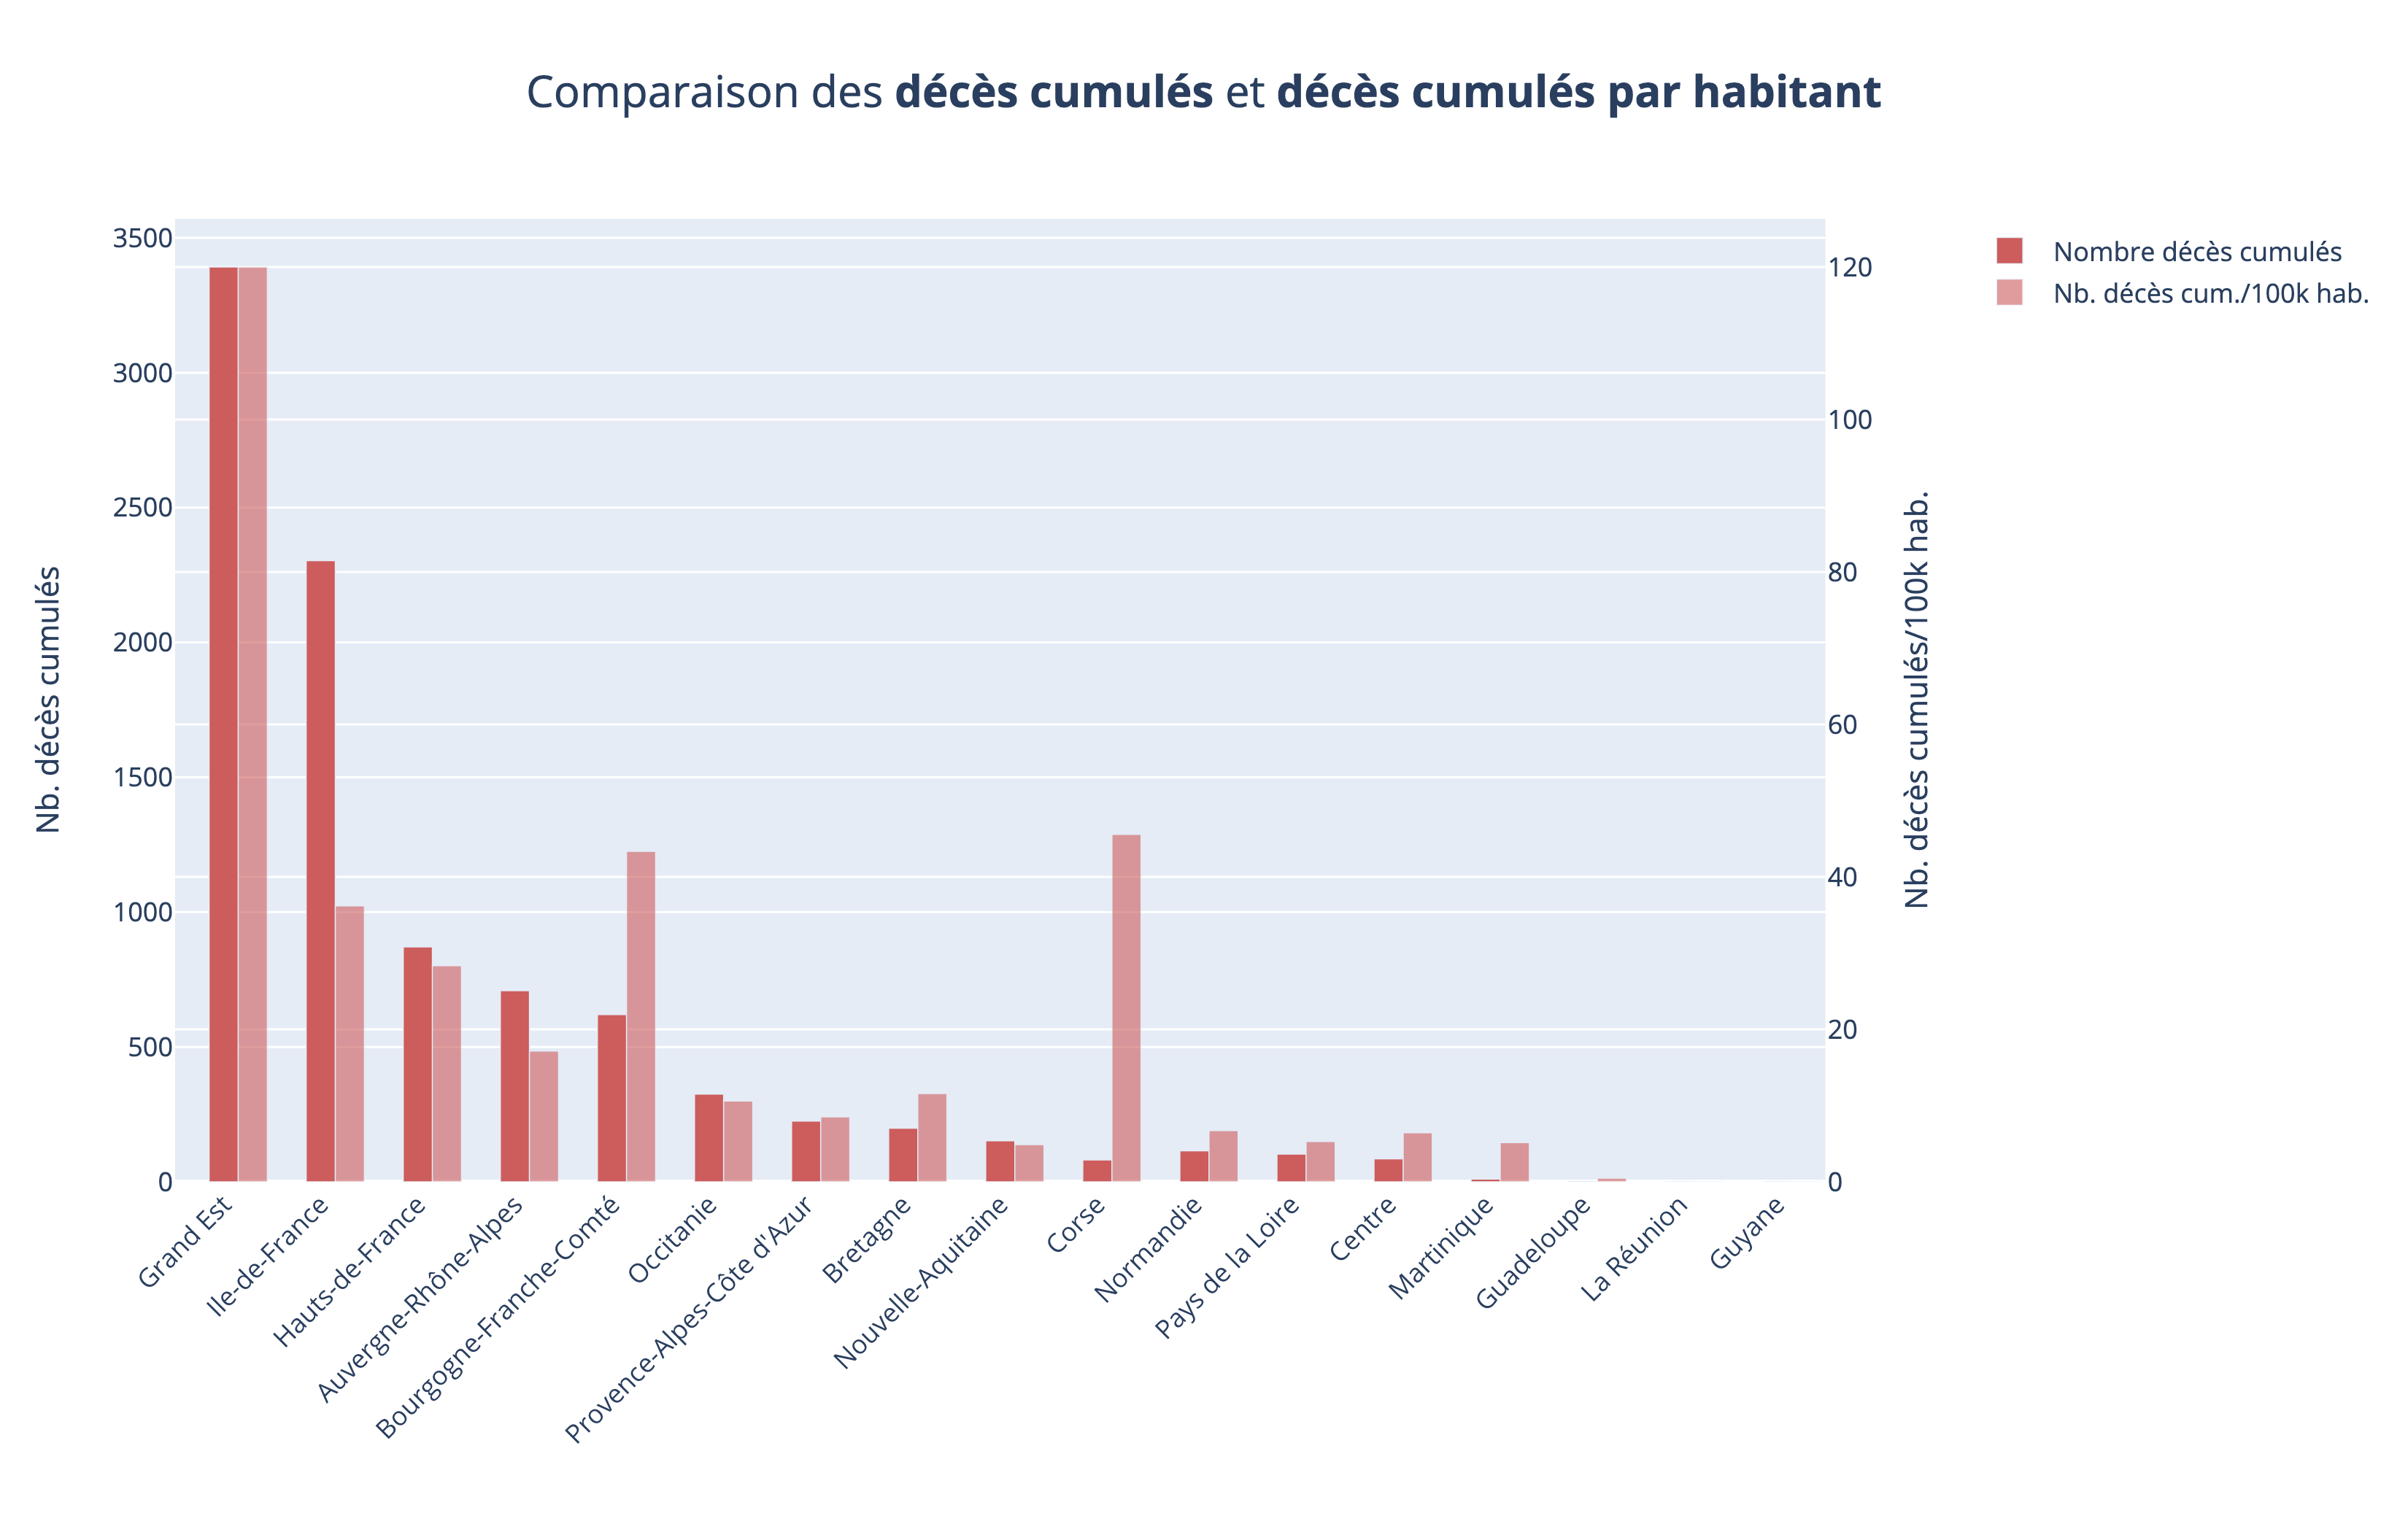 Comparaison des décès cumulés et décès cumulés par habitant
Nombre décès cumulés
Nb. décès cum./100k hab.
Nb. décès cumulés
3500
3000
2500
2000
1500
1000
500
0
120
100
80
60
40
20
0
Nb. décès cumulés/100k hab.
Grand Est
Ile-de-France
Hauts-de-France
Auvergne-Rhône-Alpes
Bourgogne-Franche-Comté
Occitanie
Provence-Alpes-Côte d'Azur
Bretagne
Nouvelle-Aquitaine
Corse
Normandie
Pays de la Loire
Centre
Martinique
Guadeloupe
La Réunion
Guyane